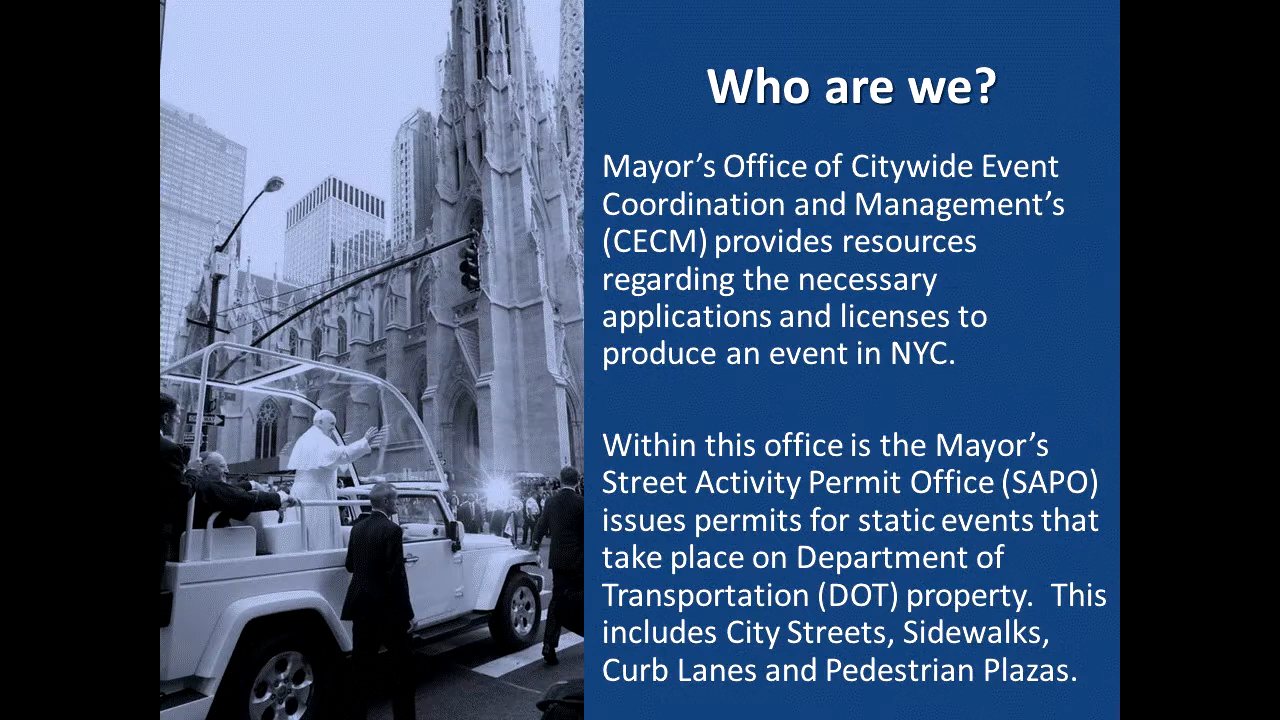 Who are we?
Mayor’s Office of Citywide Event
Coordination and Management’s
(CECM) provides resources
regarding the necessary
applications and licenses to
produce an event in NYC.
Within this office is the Mayor’s
Street Activity Permit Office (SAPO)
issues permits for static events that
take place on Department of
Transportation (DOT) property.  This
includes City Streets, Sidewalks,
Curb Lanes and Pedestrian Plazas.